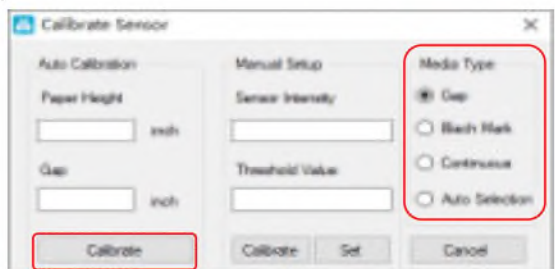 Calibrate Sensor
Auto Calibration
Paper Height
inch
Gap
inch
Calibrate
Manual Setup
Sensor Intensity
Threshold Value
Calibrate
Set
Media Type
Gap
Black Mark
Continuous
Auto Selection
Cancel